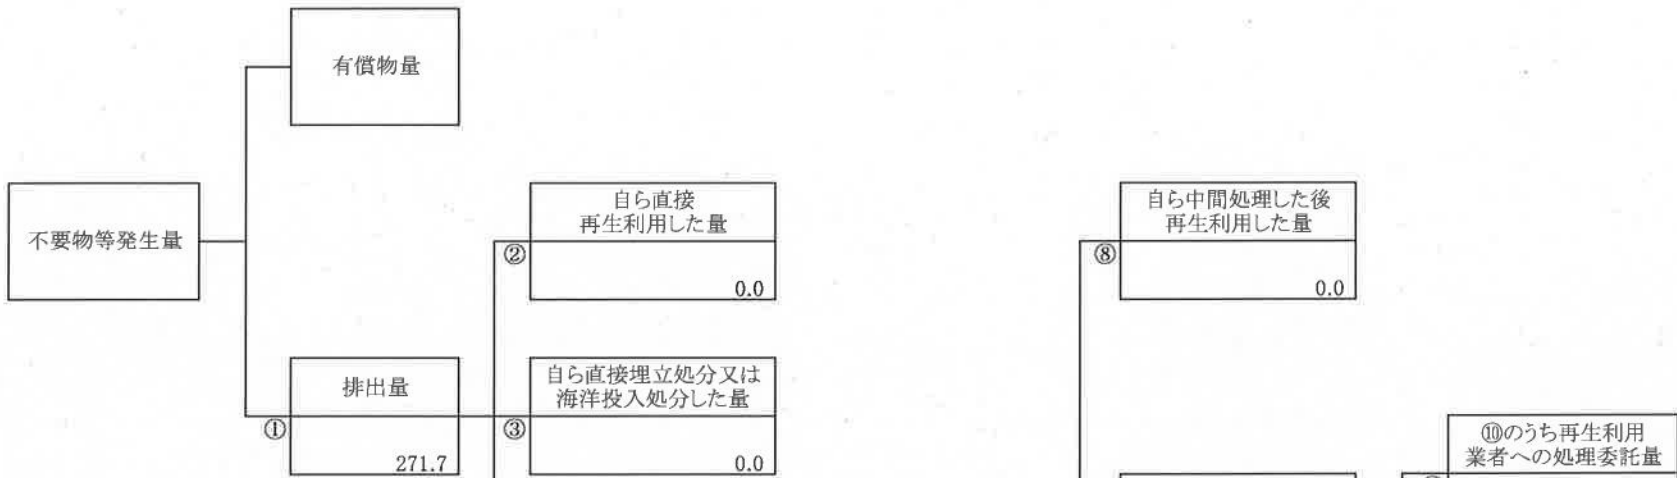 有償物量
不要物等発生量
自ら直接
再生利用した量
②
0.0
自ら中間処理した後
再生利用した量
⑧
0.0
排出量
①
271.7
自ら直接埋立処分又は
海洋投入処分した量
③
0.0
⑩のうち再生利用
業者への処理委託量